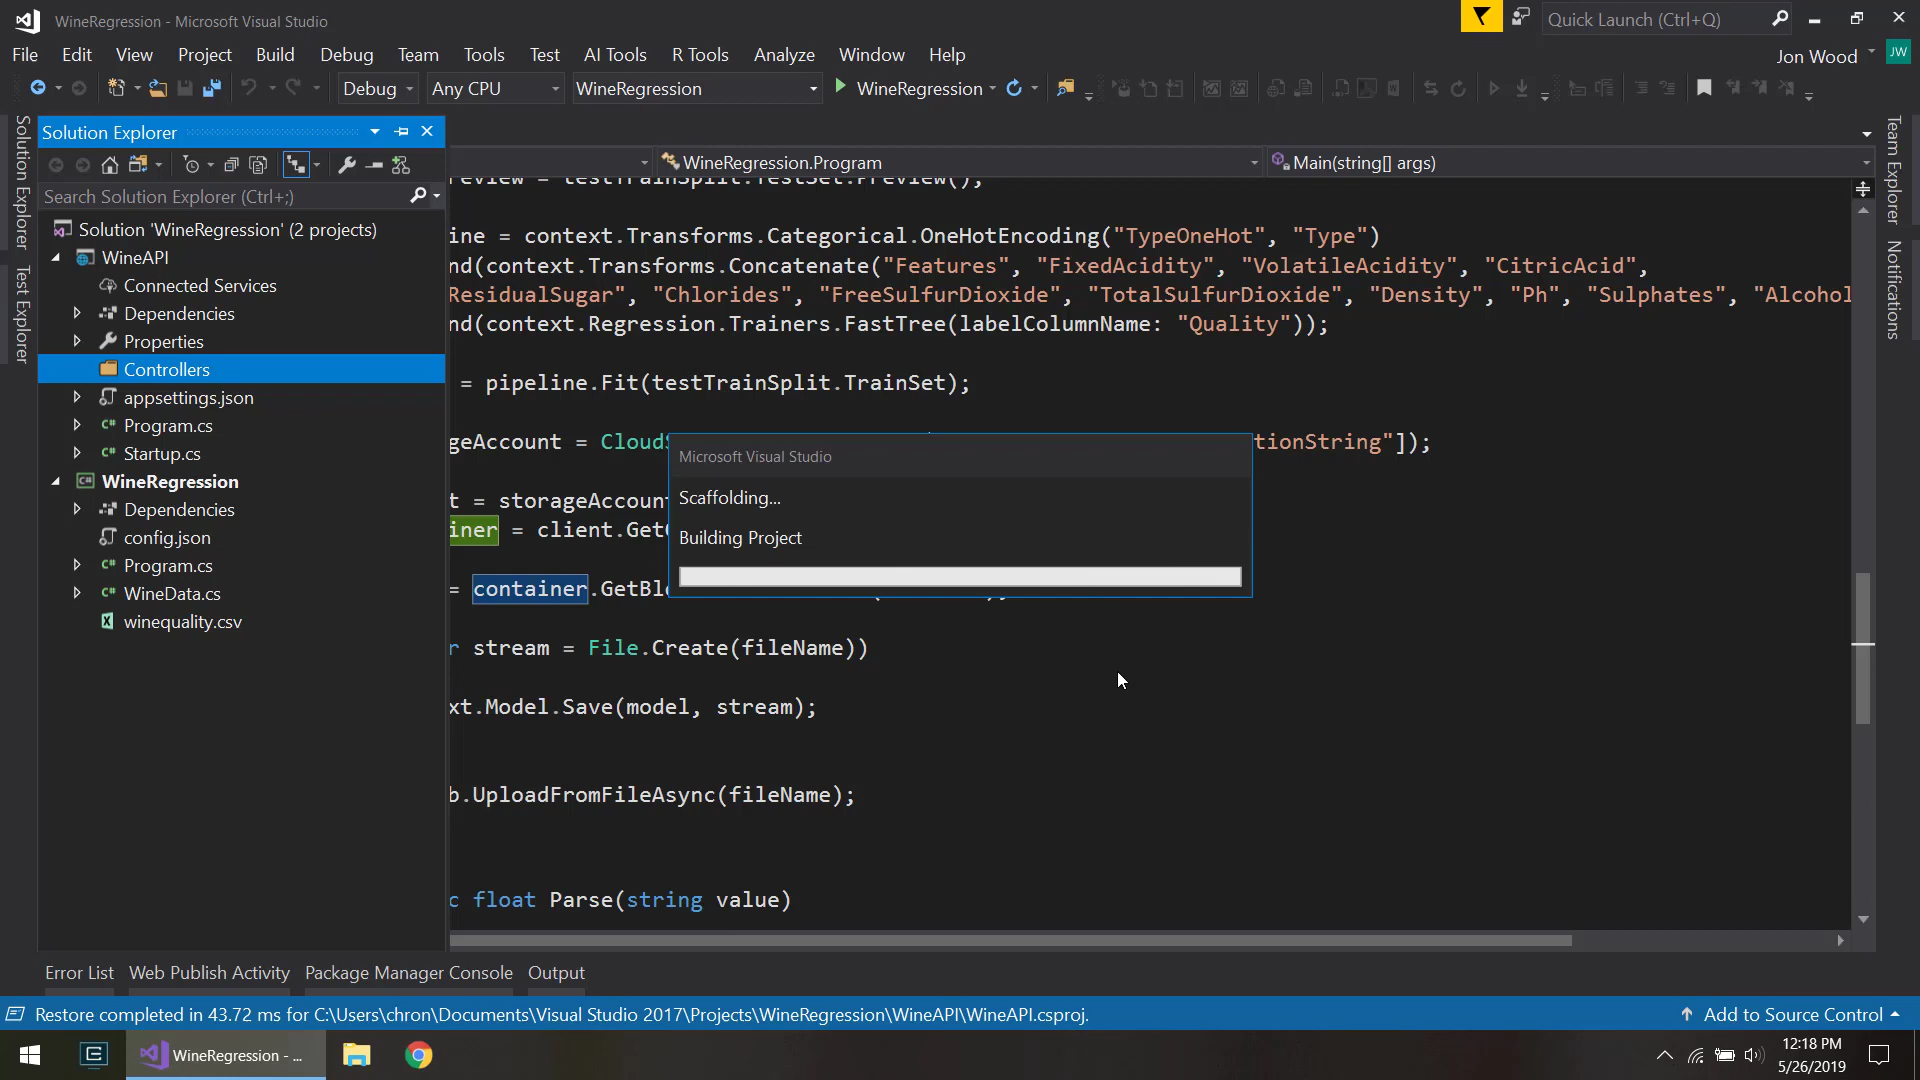 WineRegression - Microsoft Visual Studio
Quick Launch (Ctrl+Q)
File Edit View Project Build Debug Team Tools Test AI Tools R Tools Analyze Window Help
Jon Wood JW
Debug Any CPU WineRegression WineRegression
Solution Explorer
Test Explorer
Solution Explorer
Search Solution Explorer (Ctrl+;)
Solution 'WineRegression' (2 projects)
WineAPI
Connected Services
Dependencies
Properties
Controllers
appsettings.json
Program.cs
Startup.cs
WineRegression
Dependencies
config.json
Program.cs
WineData.cs
winequality.csv
WineRegression.Program
Main(string[] args)
review = testTrainSplit.TestSet.Preview();
ine = context.Transforms.Categorical.OneHotEncoding("TypeOneHot", "Type")
nd(context.Transforms.Concatenate("Features", "FixedAcidity", "VolatileAcidity", "CitricAcid",
ResidualSugar", "Chlorides", "FreeSulfurDioxide", "TotalSulfurDioxide", "Density", "Ph", "Sulphates", "Alcohol
nd(context.Regression.Trainers.FastTree(labelColumnName: "Quality"));
= pipeline.Fit(testTrainSplit.TrainSet);
geAccount = CloudS
tionString"]);
t = storageAccount
iner = client.GetC
= container.GetBlo
r stream = File.Create(fileName))
xt.Model.Save(model, stream);
b.UploadFromFileAsync(fileName);
c float Parse(string value)
Microsoft Visual Studio
Scaffolding...
Building Project
Team Explorer
Notifications
Error List Web Publish Activity Package Manager Console Output
Restore completed in 43.72 ms for C:\Users\chron\Documents\Visual Studio 2017\Projects\WineRegression\WineAPI\WineAPI.csproj.
Add to Source Control
WineRegression - ...
12:18 PM
5/26/2019